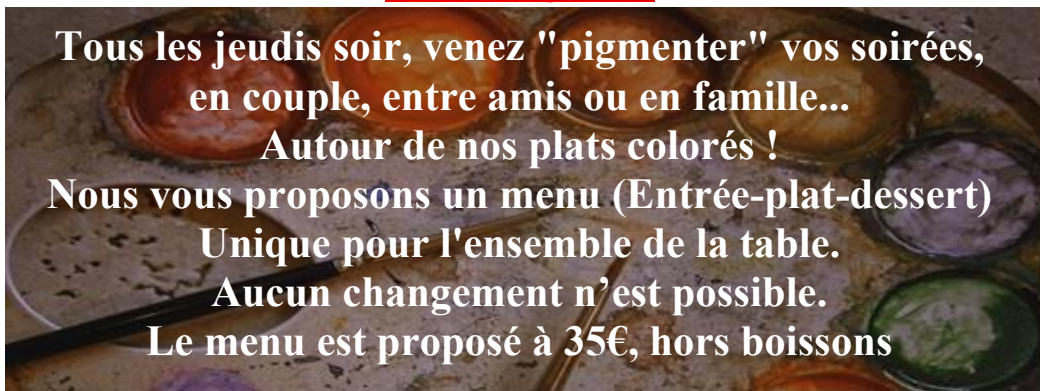 Tous les jeudis soir, venez "pigmenter" vos soirées,
en couple, entre amis ou en famille...
Autour de nos plats colorés !
Nous vous proposons un menu (Entrée-plat-dessert)
Unique pour l'ensemble de la table.
Aucun changement n’est possible.
Le menu est proposé à 35€, hors boissons